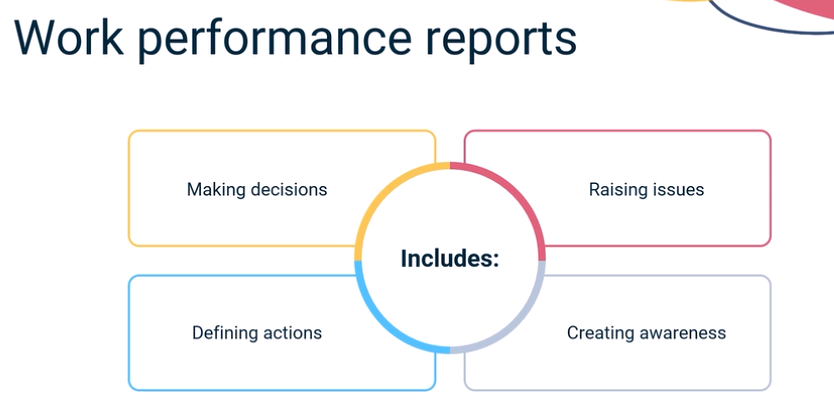 Work performance reports
Making decisions
Raising issues
Includes:
Defining actions
Creating awareness